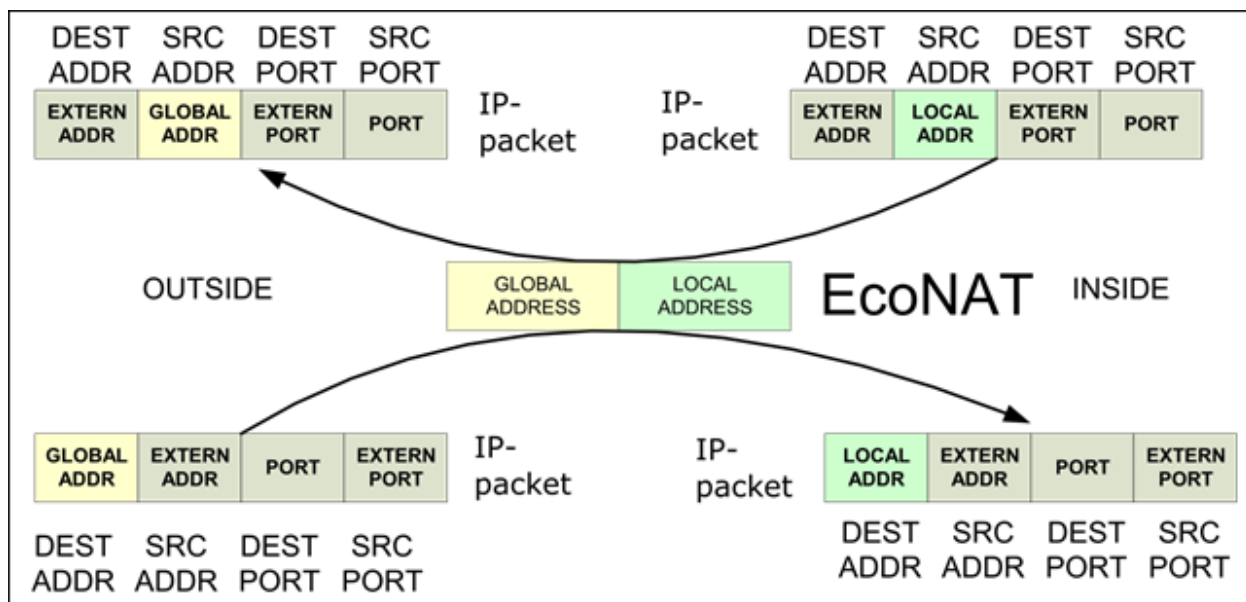 DEST SRC DEST SRC
ADDR ADDR PORT PORT
EXTERN GLOBAL EXTERN PORT
ADDR ADDR PORT
IP-
packet
DEST SRC DEST SRC
ADDR ADDR PORT PORT
IP-
packet
EXTERN LOCAL EXTERN PORT
ADDR ADDR PORT
OUTSIDE
GLOBAL LOCAL
ADDRESS ADDRESS
EcoNAT
INSIDE
GLOBAL EXTERN PORT EXTERN
ADDR ADDR PORT
IP-
packet
DEST SRC DEST SRC
ADDR ADDR PORT PORT
IP-
packet
LOCAL EXTERN PORT EXTERN
ADDR ADDR PORT
DEST SRC DEST SRC
ADDR ADDR PORT PORT